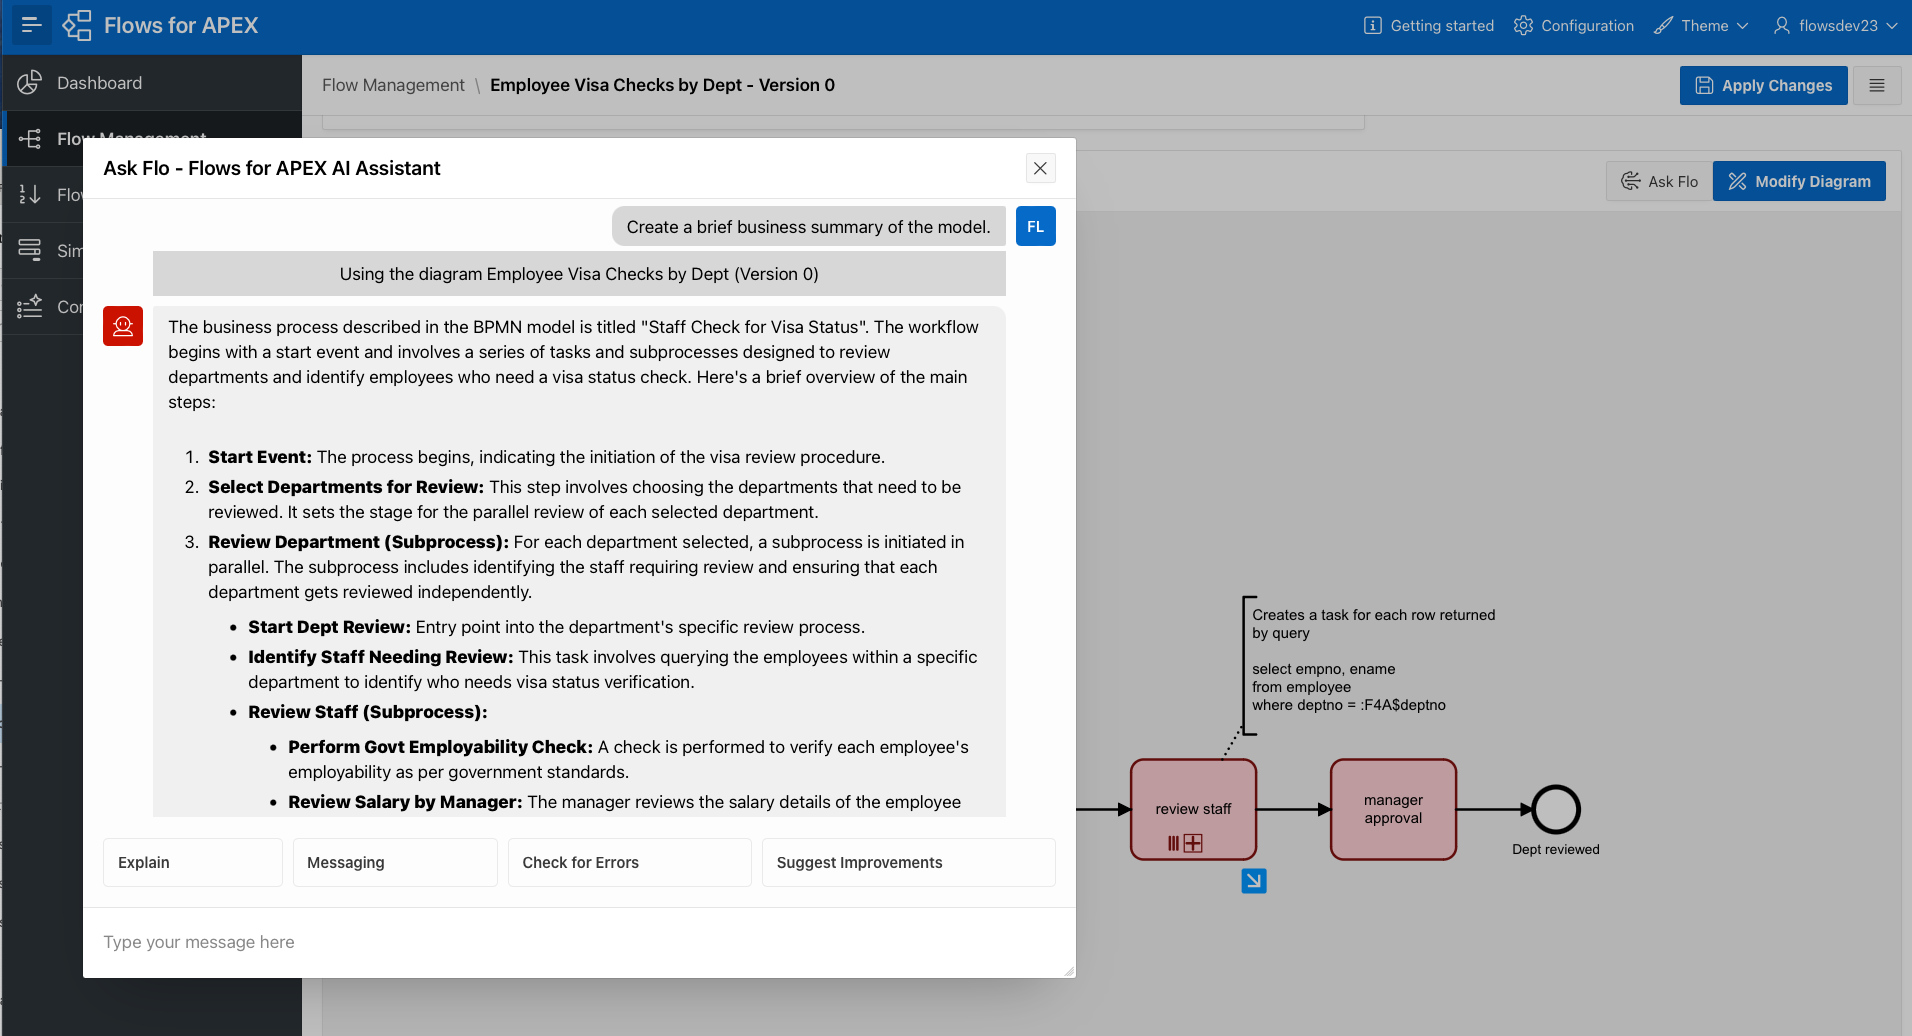 Flows for APEX
Getting started
Configuration
Theme
flowsdev23
Dashboard
Flow Management
Flow Management \ Employee Visa Checks by Dept - Version 0
Apply Changes
Ask Flo
Modify Diagram
Ask Flo - Flows for APEX AI Assistant
Create a brief business summary of the model.
FL
Using the diagram Employee Visa Checks by Dept (Version 0)
The business process described in the BPMN model is titled "Staff Check for Visa Status". The workflow
begins with a start event and involves a series of tasks and subprocesses designed to review
departments and identify employees who need a visa status check. Here's a brief overview of the main
steps:
1. Start Event: The process begins, indicating the initiation of the visa review procedure.
2. Select Departments for Review: This step involves choosing the departments that need to be
reviewed. It sets the stage for the parallel review of each selected department.
3. Review Department (Subprocess): For each department selected, a subprocess is initiated in
parallel. The subprocess includes identifying the staff requiring review and ensuring that each
department gets reviewed independently.
• Start Dept Review: Entry point into the department's specific review process.
• Identify Staff Needing Review: This task involves querying the employees within a specific
department to identify who needs visa status verification.
• Review Staff (Subprocess):
• Perform Govt Employability Check: A check is performed to verify each employee's
employability as per government standards.
• Review Salary by Manager: The manager reviews the salary details of the employee
Explain
Messaging
Check for Errors
Suggest Improvements
Type your message here
Creates a task for each row returned
by query
select empno, ename
from employee
where deptno = :F4A$deptno
review staff
manager
approval
Dept reviewed